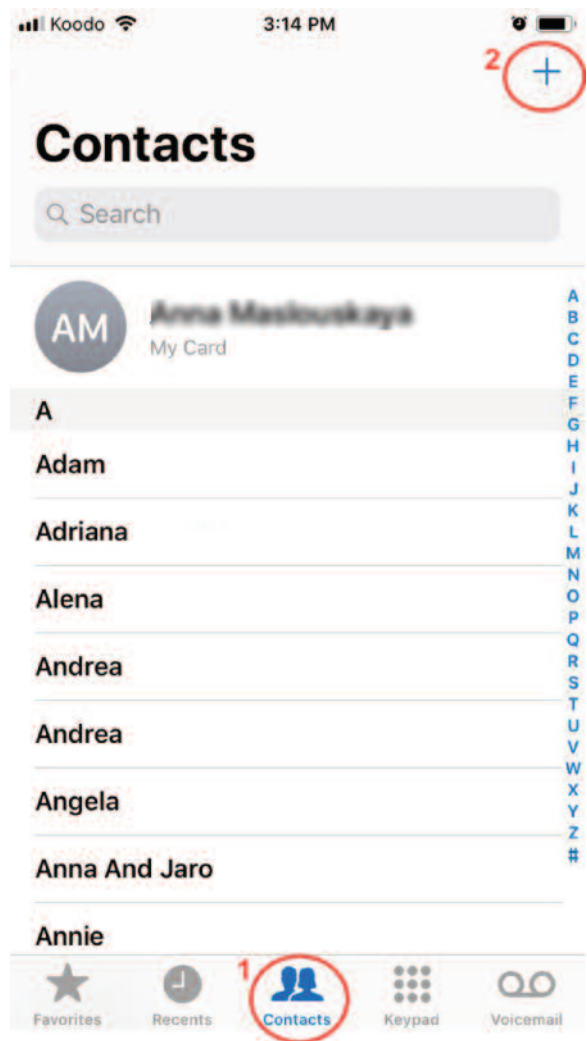 Koodo 3:14 PM
2
+
Contacts
Search
AM
My Card
A
Adam
Adriana
Alena
Andrea
Andrea
Angela
Anna And Jaro
Annie
A
B
C
D
E
F
G
H
I
J
K
L
M
N
O
P
Q
R
S
T
U
V
W
X
Y
Z
#
1
Favorites Recents Contacts Keypad Voicemail